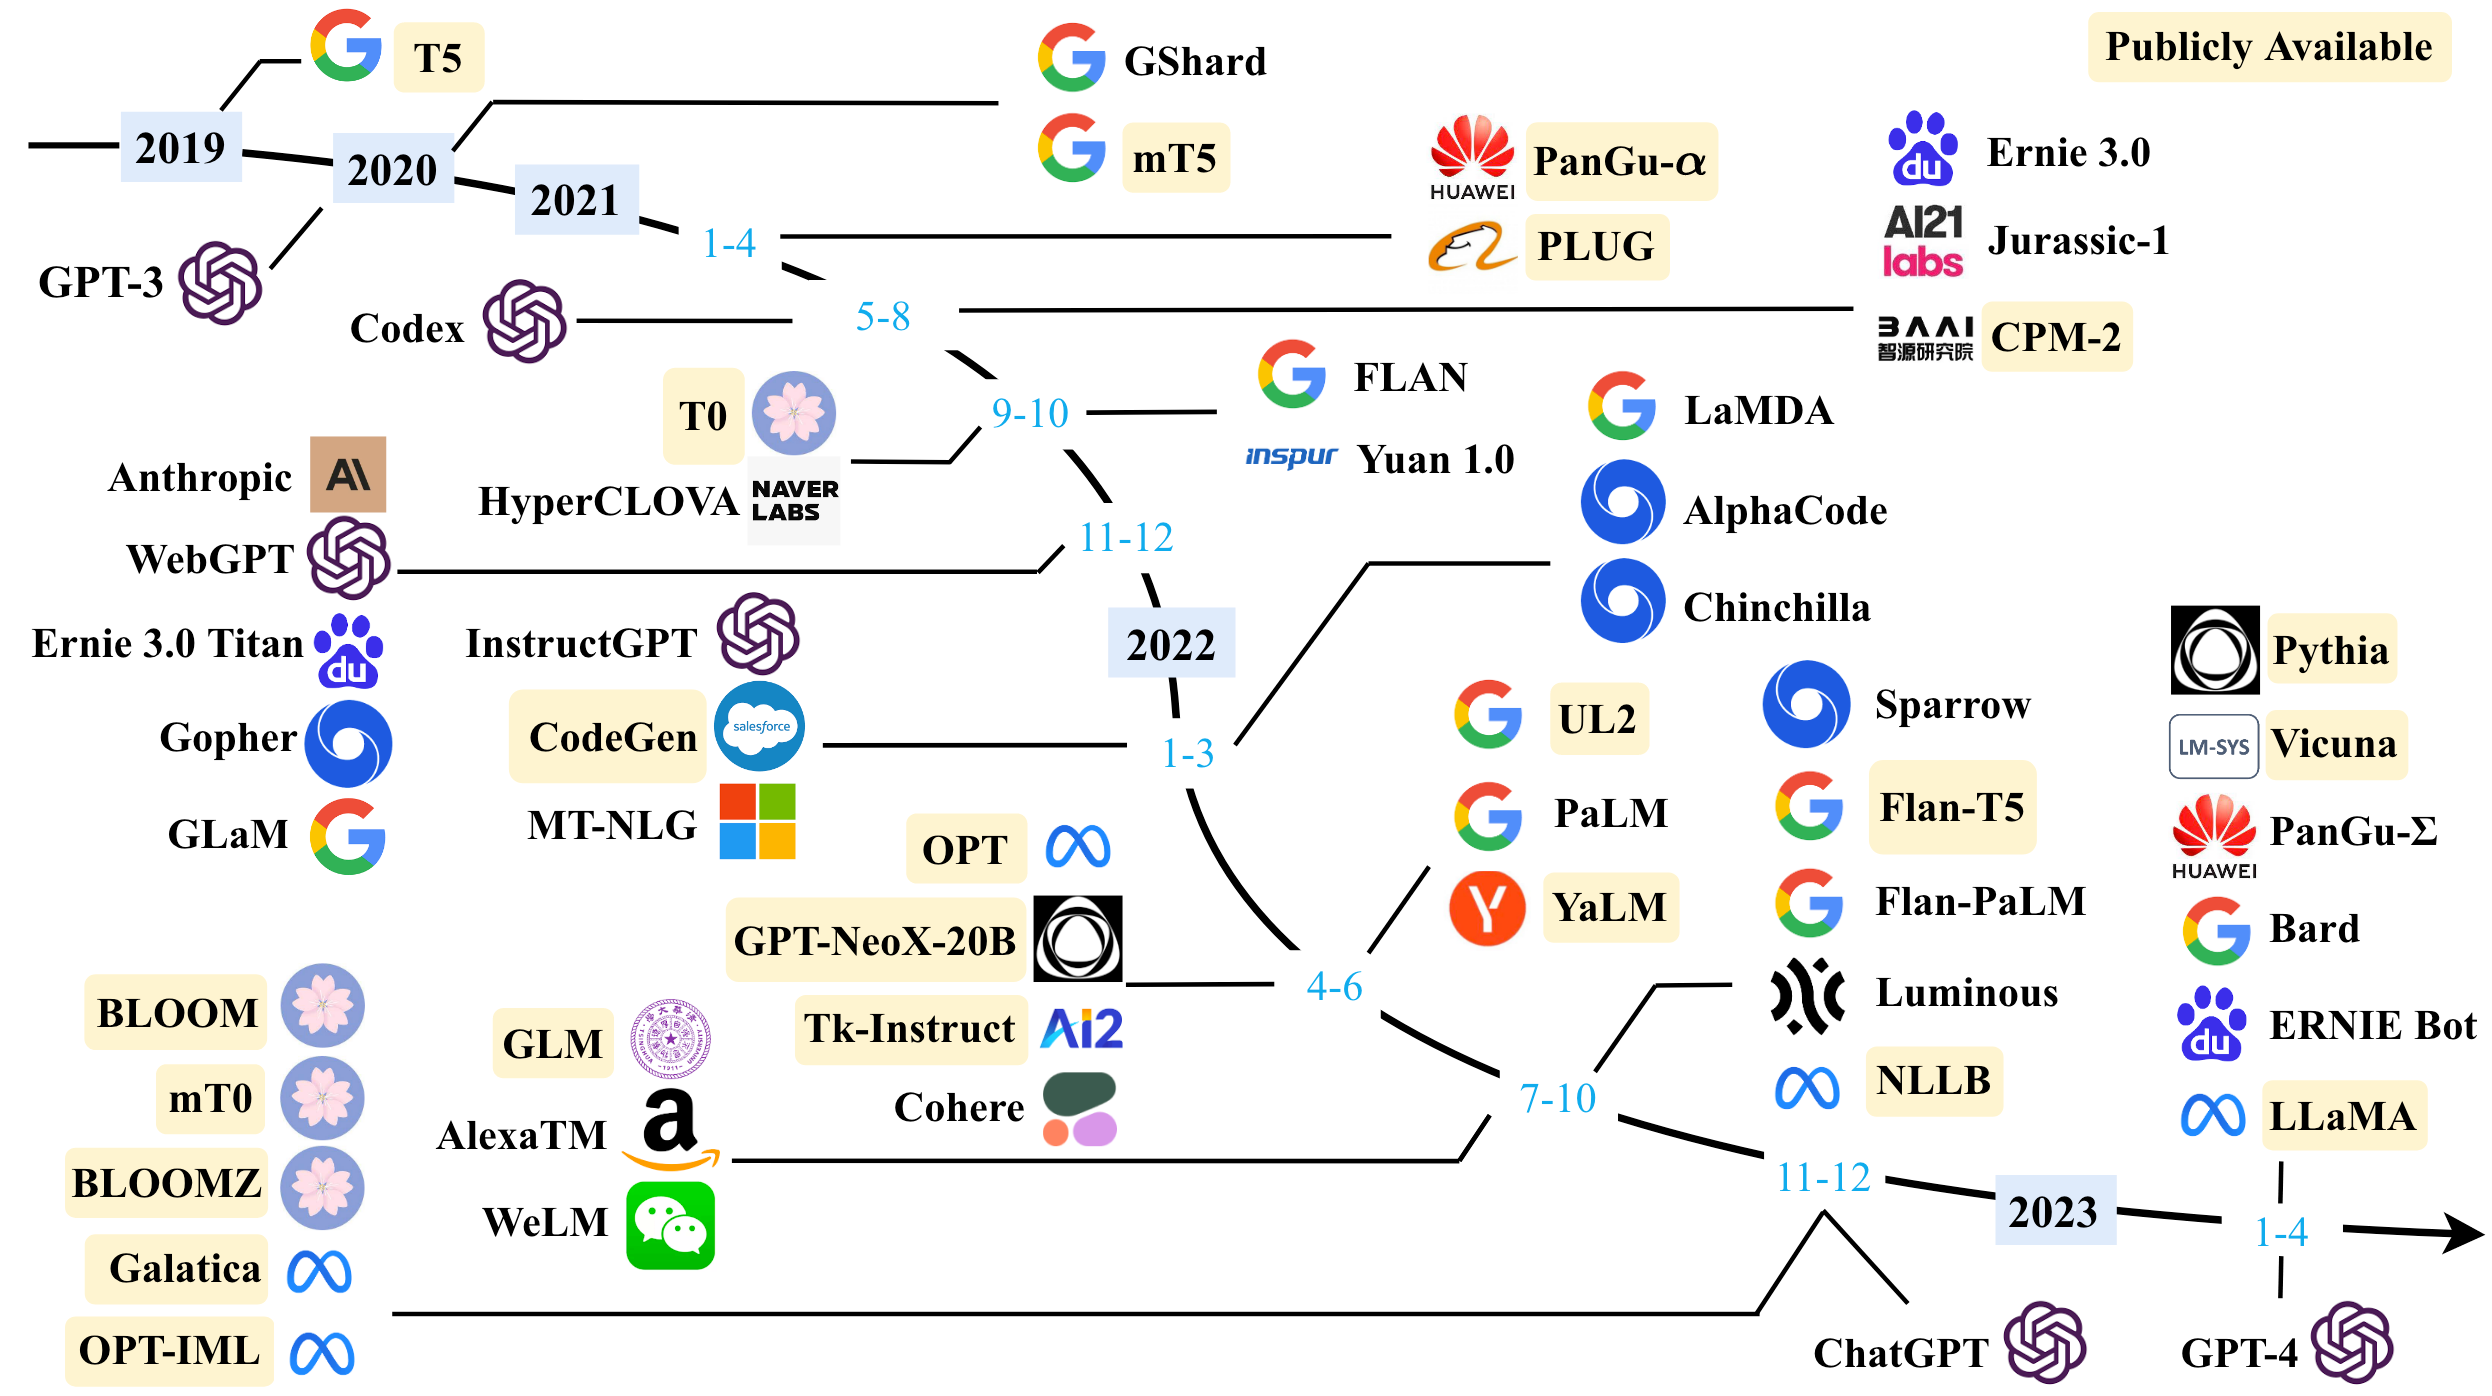 T5
GShard
Publicly Available
mT5
2019
2020
2021
GPT-3
1-4
HUAWEI
PanGu-α
PLUG
du
Ernie 3.0
AI21
labs
Jurassic-1
BAAI
智源研究院
CPM-2
Codex
5-8
T0
9-10
FLAN
inspur
Yuan 1.0
HyperCLOVA
NAVER
LABS
Anthropic
AI
WebGPT
11-12
LaMDA
AlphaCode
Chinchilla
Ernie 3.0 Titan
du
Gopher
GLaM
InstructGPT
CodeGen
salesforce
MT-NLG
2022
1-3
OPT
GPT-NeoX-20B
Tk-Instruct
Ai2
Cohere
4-6
UL2
PaLM
Y
YaLM
Sparrow
Flan-T5
Flan-PaLM
Luminous
NLLB
7-10
GLM
AlexaTM
a
WeLM
BLOOM
mT0
BLOOMZ
Galatica
OPT-IML
11-12
ChatGPT
2023
Pythia
LM-SYS
Vicuna
HUAWEI
PanGu-Σ
Bard
du
ERNIE Bot
LLaMA
1-4
GPT-4